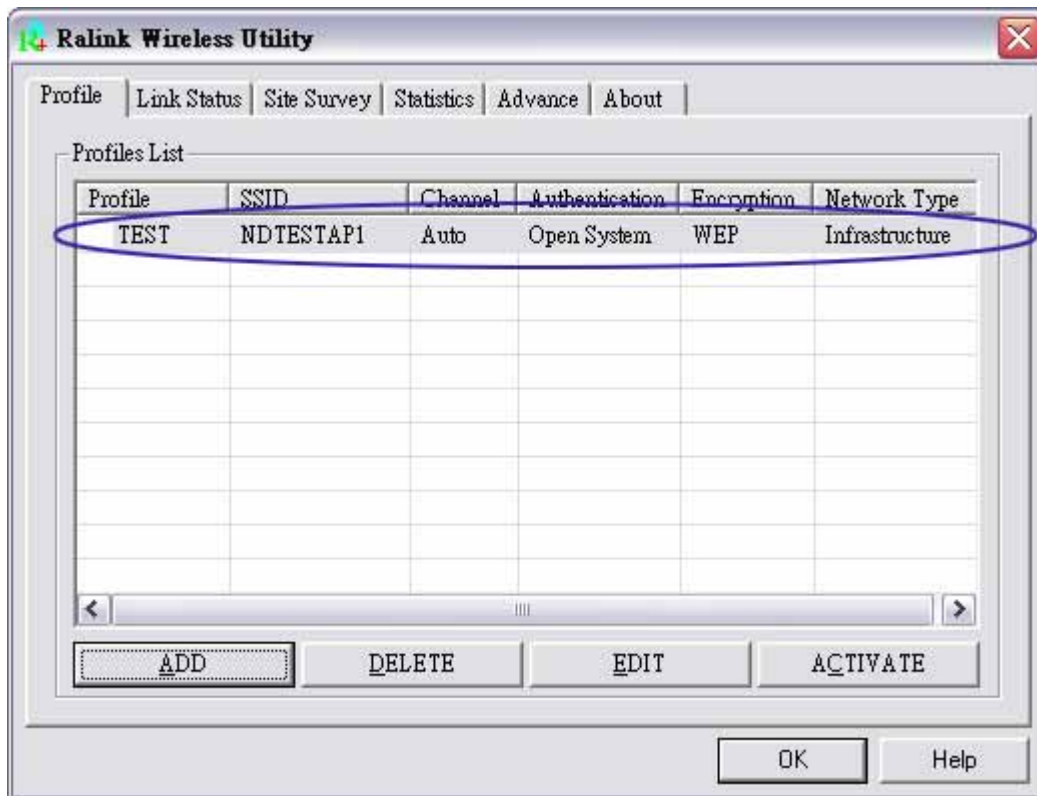 Ralink Wireless Utility
Profile Link Status Site Survey Statistics Advance About
Profiles List
Profile SSID Channel Authentication Encryption Network Type
TEST NDTESTAP1 Auto Open System WEP Infrastructure
ADD DELETE EDIT ACTIVATE
OK Help